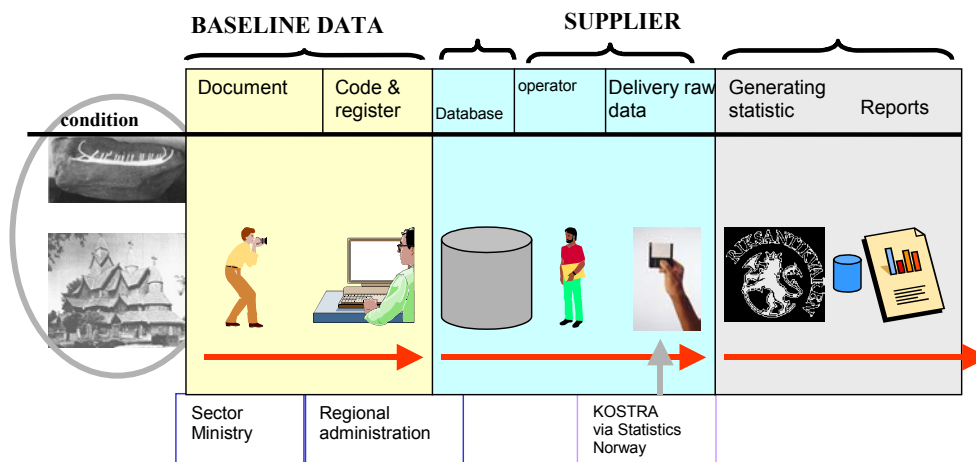 BASELINE DATA
SUPPLIER
Document
Code &
register
Database
operator
Delivery raw
data
Generating
statistic
Reports
condition
RIKSANTIKVAREN
Sector
Ministry
Regional
administration
KOSTRA
via Statistics
Norway